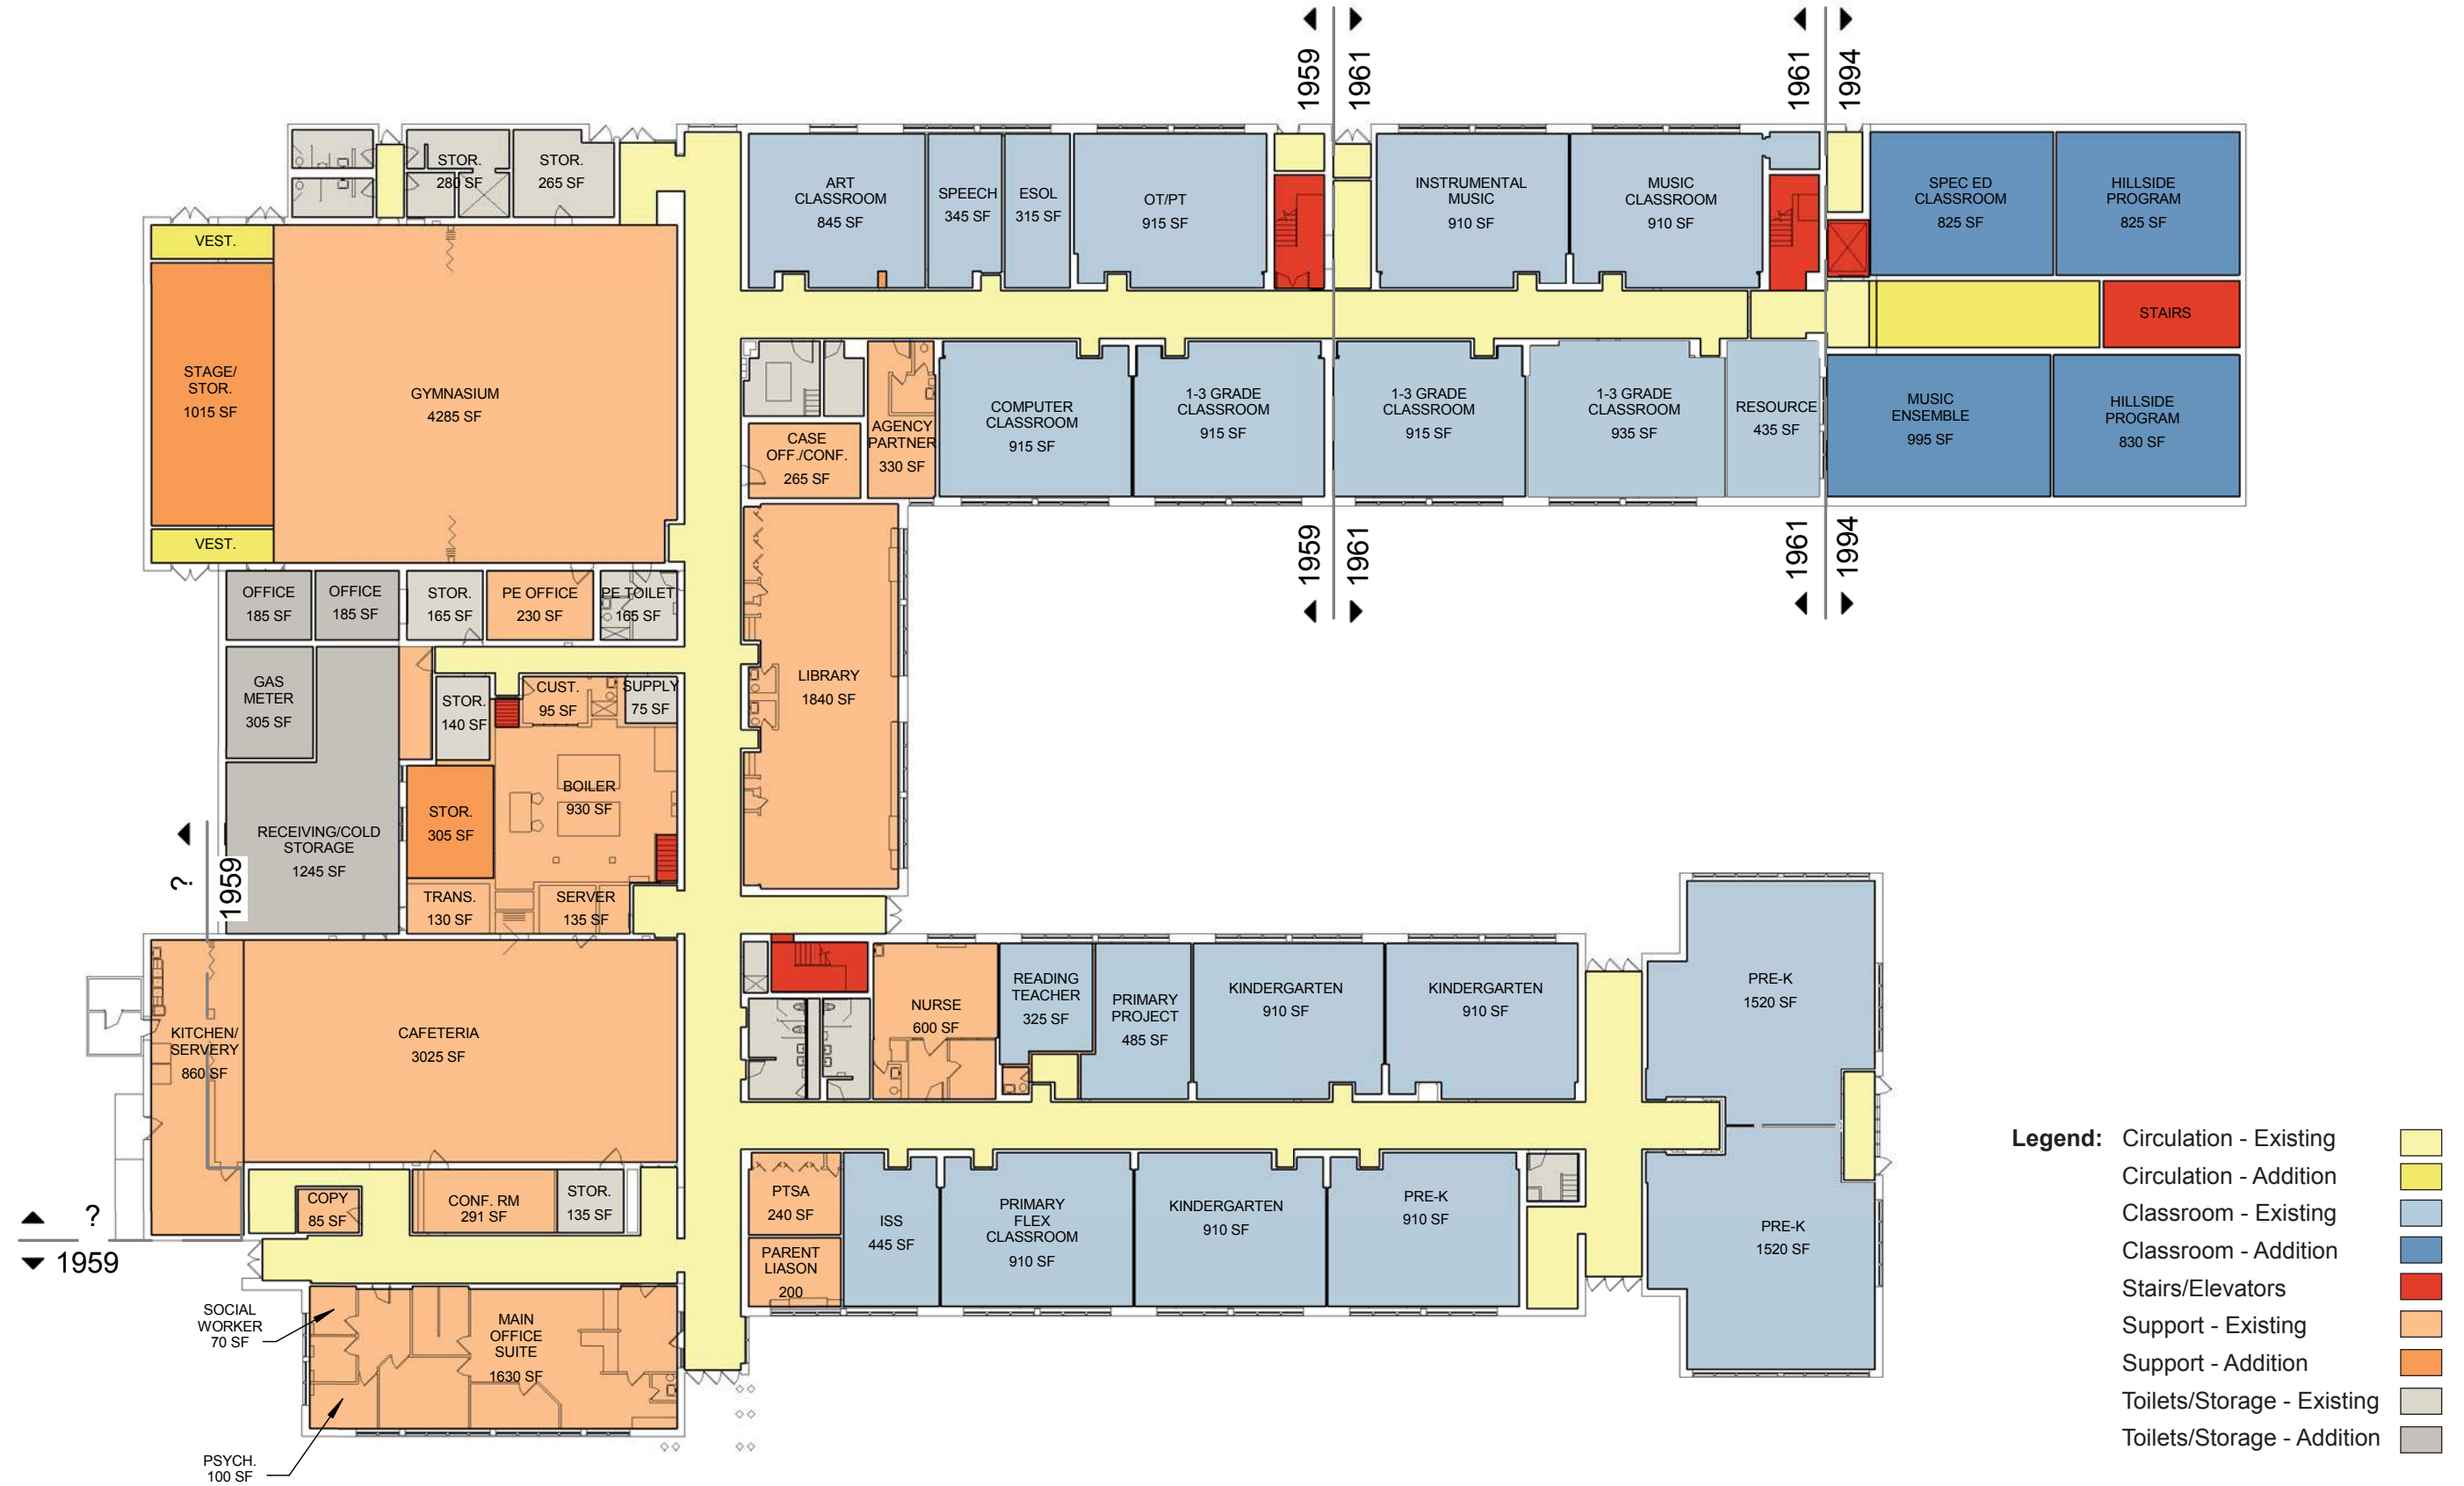 1959
1961
1961
1994
STOR.
280 SF
STOR.
265 SF
ART
CLASSROOM
845 SF
SPEECH
345 SF
ESOL
315 SF
OT/PT
915 SF
INSTRUMENTAL
MUSIC
910 SF
MUSIC
CLASSROOM
910 SF
SPEC ED
CLASSROOM
825 SF
HILLSIDE
PROGRAM
825 SF
VEST.
STAGE/
STOR.
1015 SF
GYMNASIUM
4285 SF
VEST.
STAIRS
CASE
OFF./CONF.
265 SF
AGENCY
PARTNER
330 SF
COMPUTER
CLASSROOM
915 SF
1-3 GRADE
CLASSROOM
915 SF
1-3 GRADE
CLASSROOM
915 SF
1-3 GRADE
CLASSROOM
935 SF
RESOURCE
435 SF
MUSIC
ENSEMBLE
995 SF
HILLSIDE
PROGRAM
830 SF
1959
1961
1961
1994
OFFICE
185 SF
OFFICE
185 SF
STOR.
165 SF
PE OFFICE
230 SF
PE TOILET
165 SF
GAS
METER
305 SF
STOR.
140 SF
CUST.
95 SF
SUPPLY
75 SF
LIBRARY
1840 SF
BOILER
930 SF
STOR.
305 SF
RECEIVING/COLD
STORAGE
1245 SF
?
1959
TRANS.
130 SF
SERVER
135 SF
KITCHEN/
SERVERY
860 SF
CAFETERIA
3025 SF
NURSE
600 SF
READING
TEACHER
325 SF
PRIMARY
PROJECT
485 SF
KINDERGARTEN
910 SF
KINDERGARTEN
910 SF
PRE-K
1520 SF
COPY
85 SF
CONF. RM
291 SF
STOR.
135 SF
?
1959
PTSA
240 SF
PARENT
LIASON
200
ISS
445 SF
PRIMARY
FLEX
CLASSROOM
910 SF
KINDERGARTEN
910 SF
PRE-K
910 SF
PRE-K
1520 SF
SOCIAL
WORKER
70 SF
MAIN
OFFICE
SUITE
1630 SF
PSYCH.
100 SF
Legend:
Circulation - Existing
Circulation - Addition
Classroom - Existing
Classroom - Addition
Stairs/Elevators
Support - Existing
Support - Addition
Toilets/Storage - Existing
Toilets/Storage - Addition